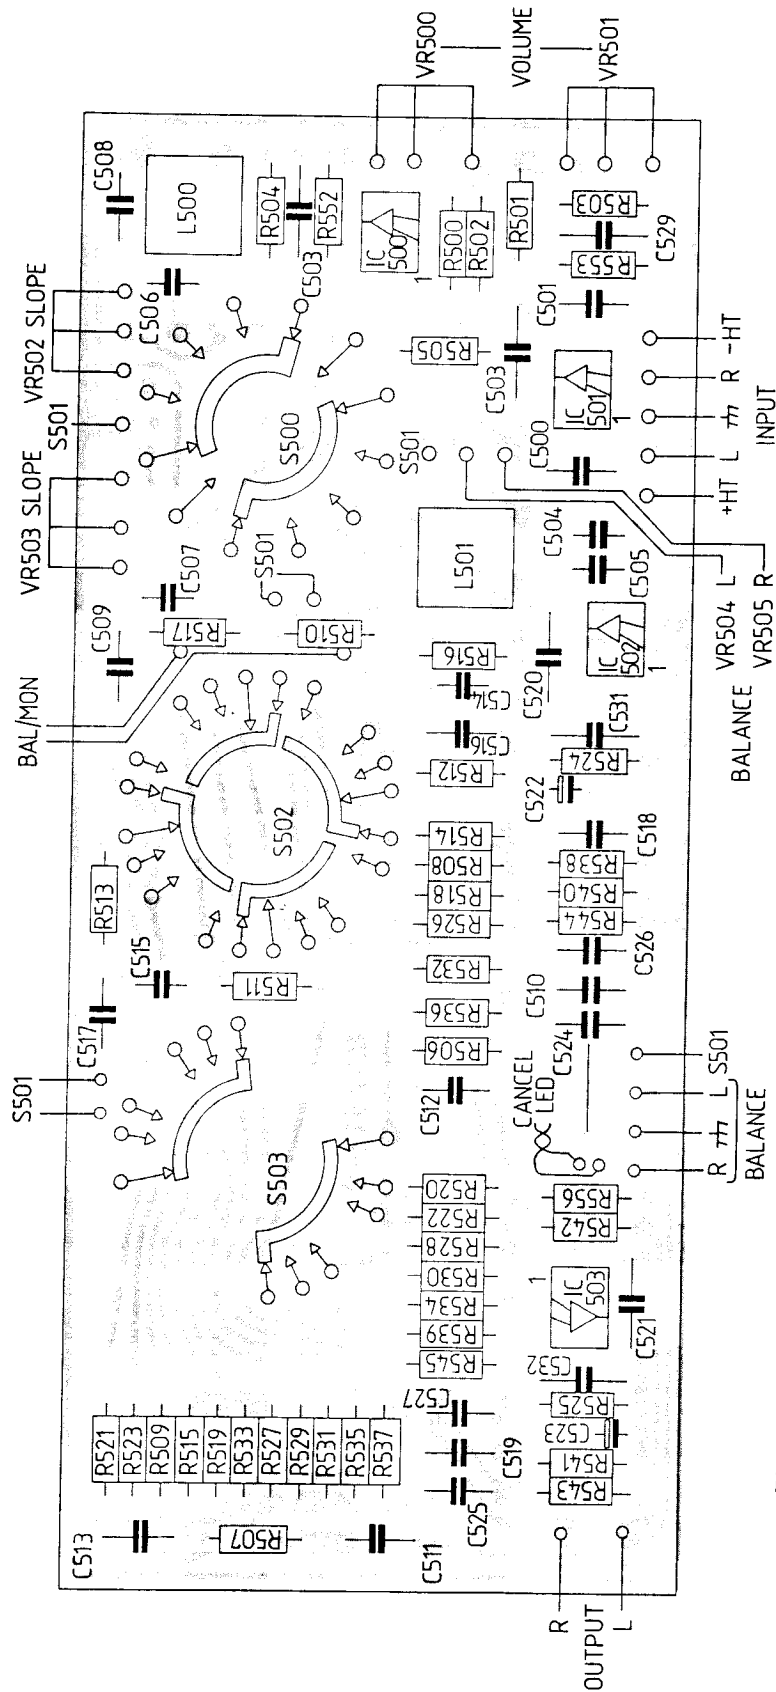 VR500
VOLUME
VR501
C508
L500
R504
C503
R552
IC
500
1
R500
R502
R501
R503
C529
R553
C501
VR502 SLOPE
C506
S501
VR503 SLOPE
S500
R505
C503
IC
501
1
C500
-HT
R
L
+HT
INPUT
S501
C504
C505
L501
S501
C507
C509
R517
R510
BAL/MON
R516
C514
C516
R512
C520
IC
502
1
VR504 L
VR505 R
BALANCE
C531
R524
C522
C518
S502
R513
C515
R511
C517
R514
R508
R518
R526
R532
R536
R506
C512
R538
R540
R544
C526
C510
C524
S501
CANCEL
LED
S501
L
R
BALANCE
S503
R520
R522
R528
R530
R534
R539
R545
R556
R542
1
IC
503
C521
C532
R525
C523
R541
R543
R521
R523
R509
R515
R519
R533
R527
R529
R531
R535
R537
C527
C519
C525
C513
R507
C511
R
OUTPUT
L